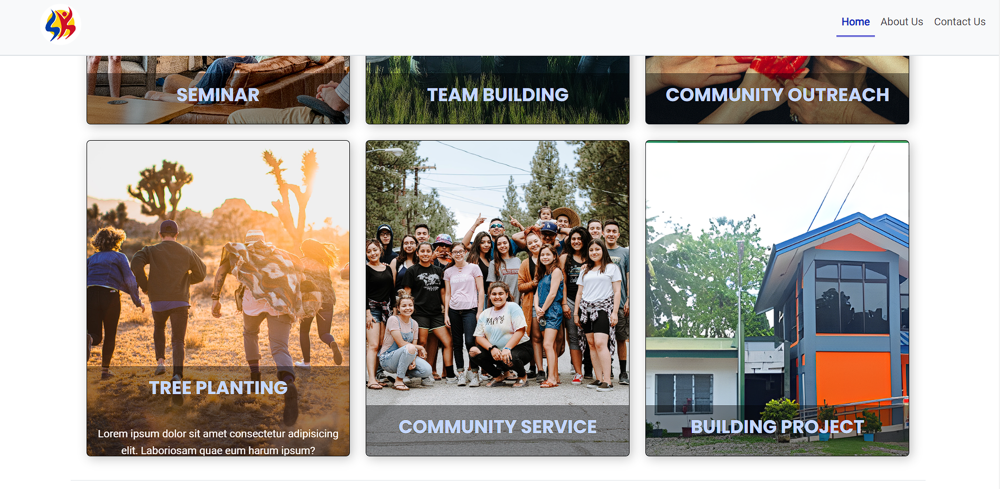 Home About Us Contact Us
SEMINAR
TEAM BUILDING
COMMUNITY OUTREACH
TREE PLANTING
Lorem ipsum dolor sit amet consectetur adipisicing
elit. Laboriosam quae eum harum ipsum?
HAPPY
COMMUNITY SERVICE
BUILDING PROJECT